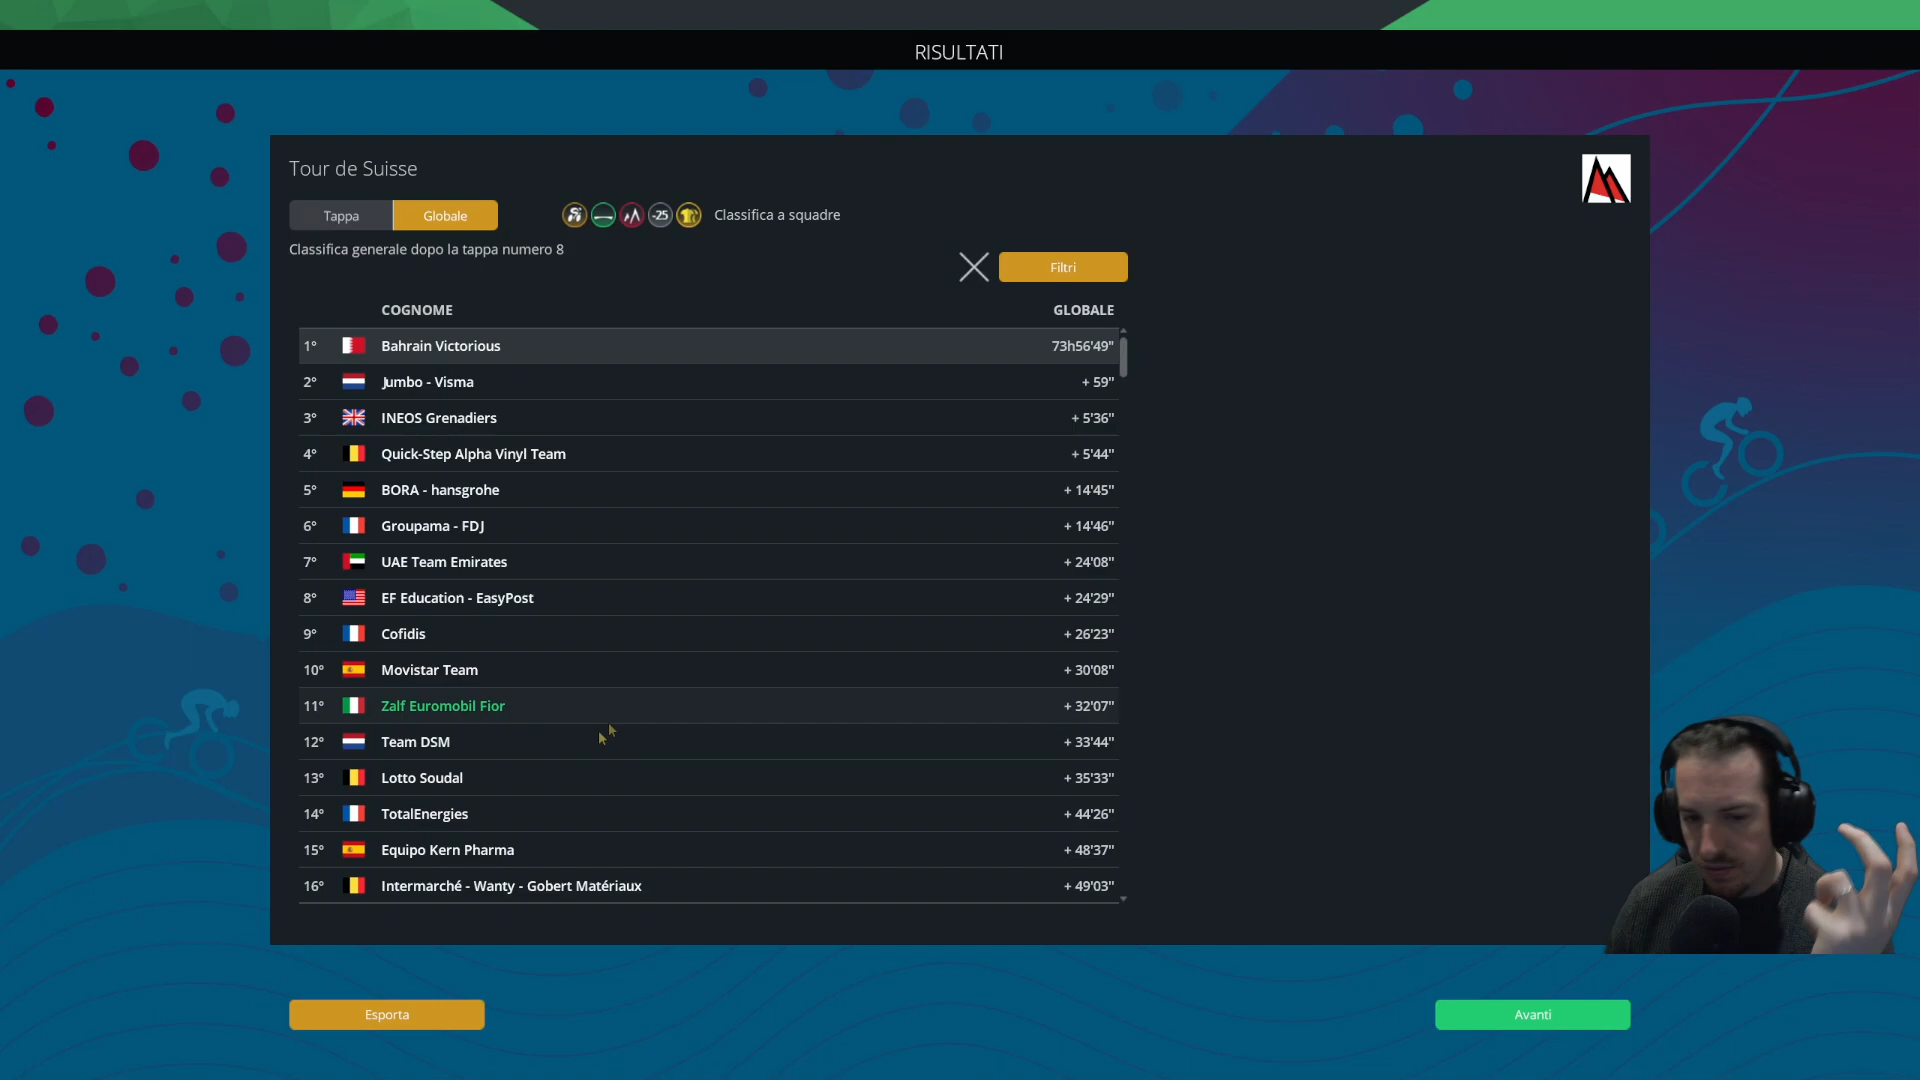 RISULTATI
Tour de Suisse
Tappa
Globale
-25
Classifica a squadre
Classifica generale dopo la tappa numero 8
Filtri
COGNOME GLOBALE
1° Bahrain Victorious 73h56'49"
2° Jumbo - Visma + 59"
3° INEOS Grenadiers + 5'36"
4° Quick-Step Alpha Vinyl Team + 5'44"
5° BORA - hansgrohe + 14'45"
6° Groupama - FDJ + 14'46"
7° UAE Team Emirates + 24'08"
8° EF Education - EasyPost + 24'29"
9° Cofidis + 26'23"
10° Movistar Team + 30'08"
11° Zalf Euromobil Fior + 32'07"
12° Team DSM + 33'44"
13° Lotto Soudal + 35'33"
14° TotalEnergies + 44'26"
15° Equipo Kern Pharma + 48'37"
16° Intermarché - Wanty - Gobert Matériaux + 49'03"
Esporta
Avanti